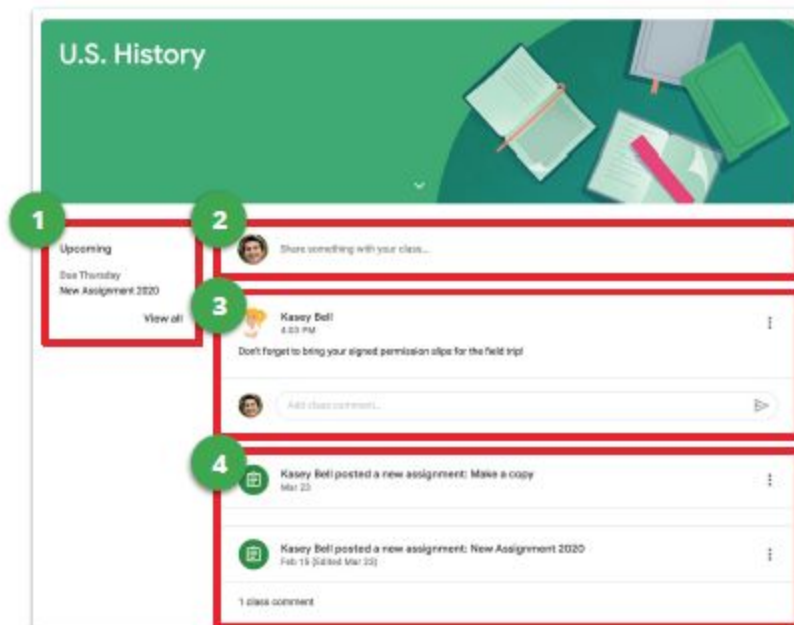 U.S. History
1
Upcoming
Due Thursday
New Assignment 2020
View all
2
Share something with your class...
3
Kasey Bell
4:03 PM
Don't forget to bring your signed permission slips for the field trip!
Add class comment...
4
Kasey Bell posted a new assignment: Make a copy
Mar 23
Kasey Bell posted a new assignment: New Assignment 2020
Feb 15 (Edited Mar 23)
1 class comment